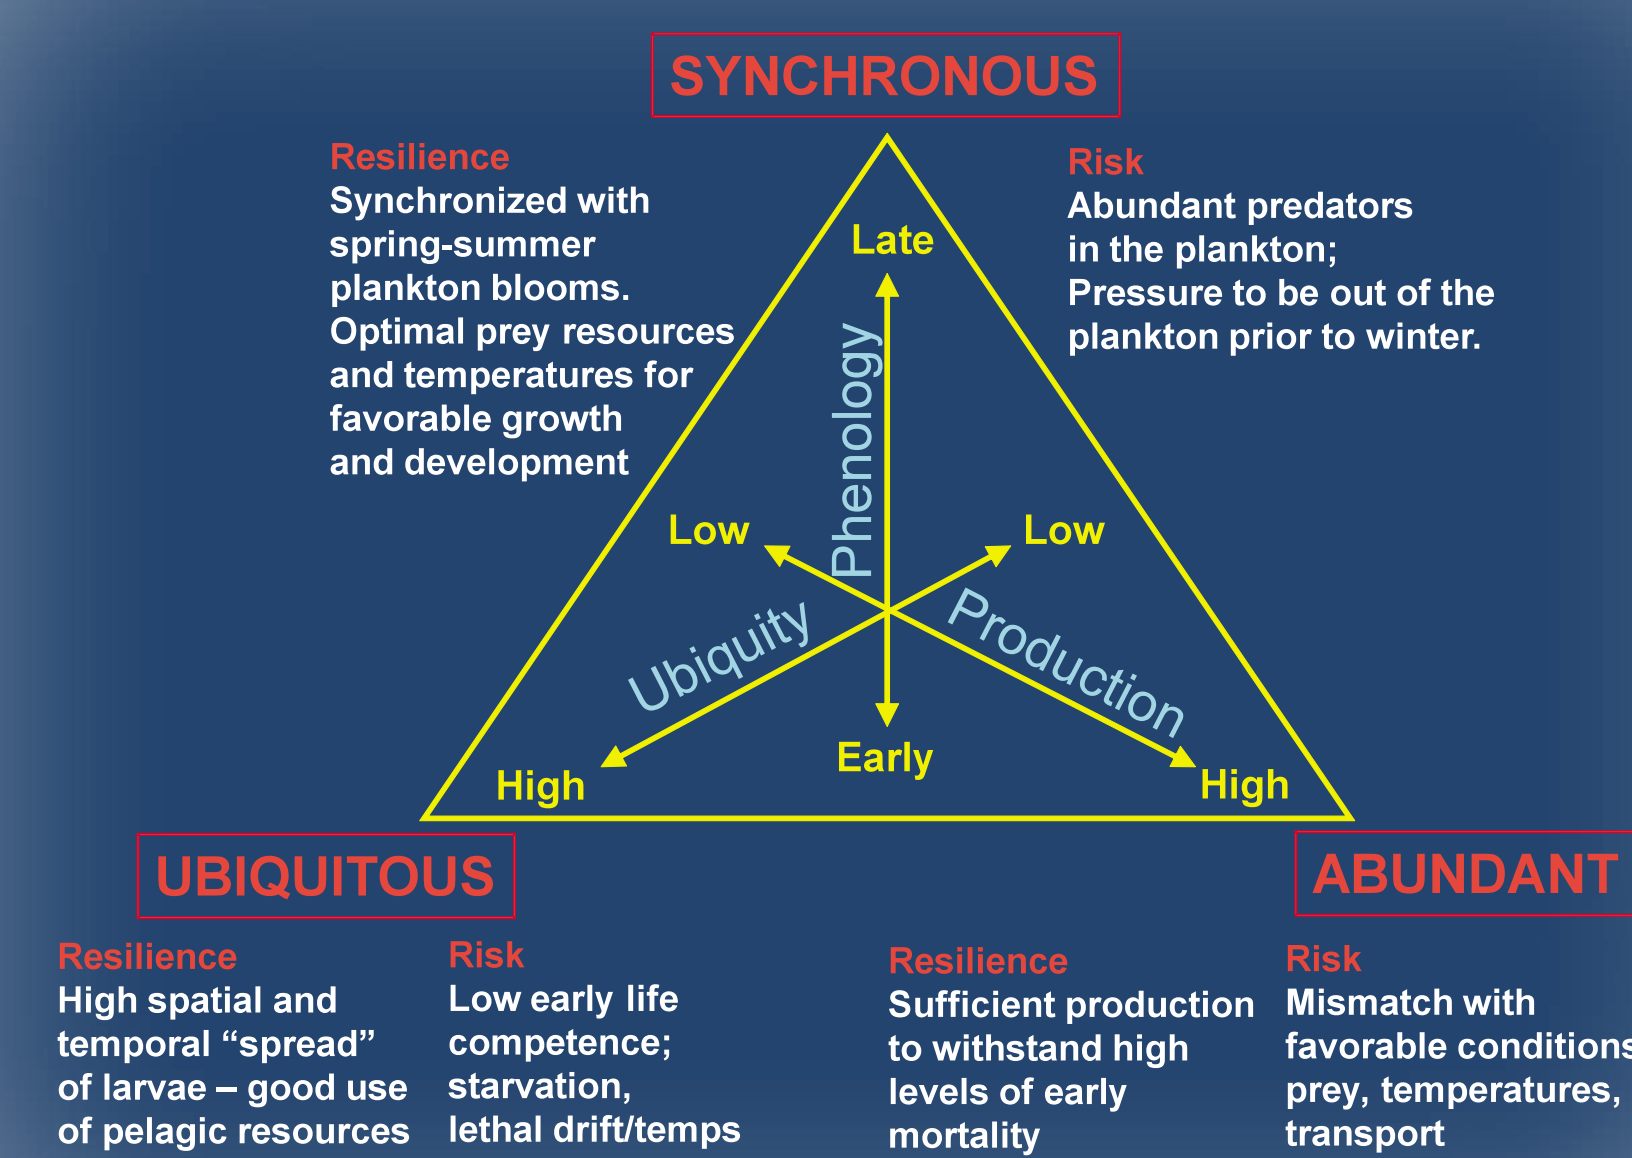 SYNCHRONOUS
Resilience
Synchronized with
spring-summer
plankton blooms.
Optimal prey resources
and temperatures for
favorable growth
and development
Risk
Abundant predators
in the plankton;
Pressure to be out of the
plankton prior to winter.
Late
Phenology
Low
Low
Ubiquity
Production
Early
High
High
UBIQUITOUS
Resilience
High spatial and
temporal “spread”
of larvae – good use
of pelagic resources
Risk
Low early life
competence;
starvation,
lethal drift/temps
ABUNDANT
Resilience
Sufficient production
to withstand high
levels of early
mortality
Risk
Mismatch with
favorable conditions
prey, temperatures,
transport